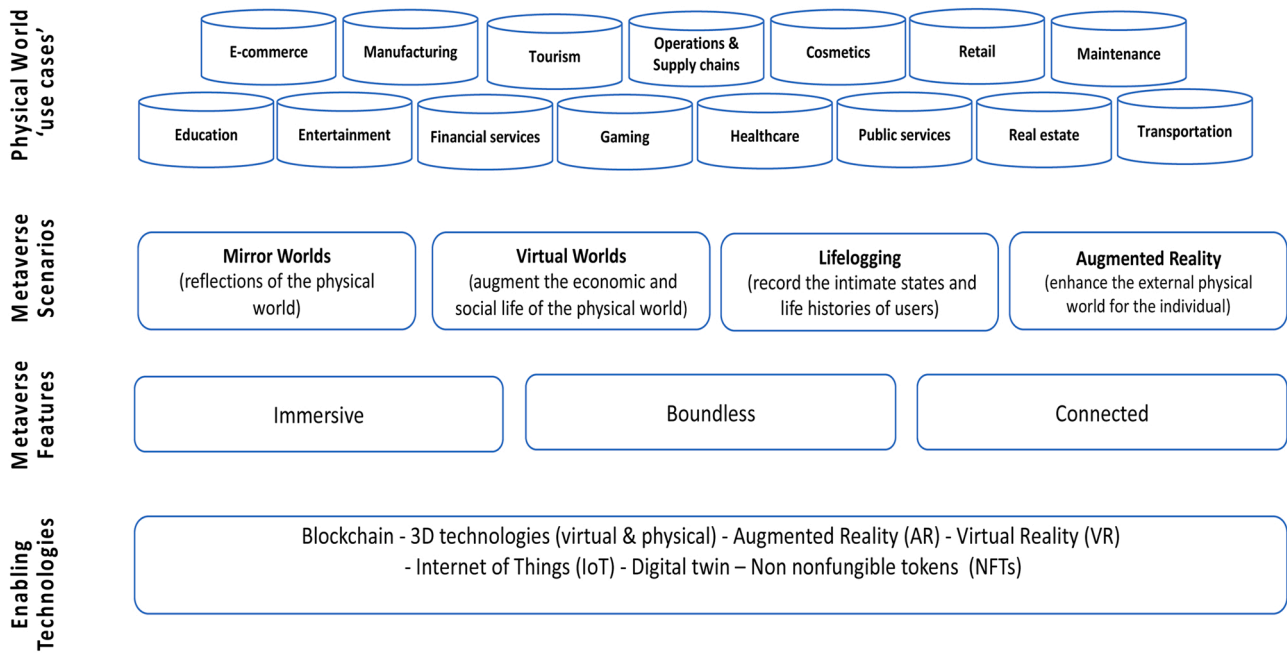 Physical World
'use cases'
E-commerce
Manufacturing
Tourism
Operations &
Supply chains
Cosmetics
Retail
Maintenance
Education
Entertainment
Financial services
Gaming
Healthcare
Public services
Real estate
Transportation
Metaverse
Scenarios
Mirror Worlds
(reflections of the physical
world)
Virtual Worlds
(augment the economic and
social life of the physical world)
Lifelogging
(record the intimate states and
life histories of users)
Augmented Reality
(enhance the external physical
world for the individual)
Metaverse
Features
Immersive
Boundless
Connected
Enabling
Technologies
Blockchain - 3D technologies (virtual & physical) - Augmented Reality (AR) - Virtual Reality (VR)
- Internet of Things (IoT) - Digital twin – Non nonfungible tokens (NFTs)